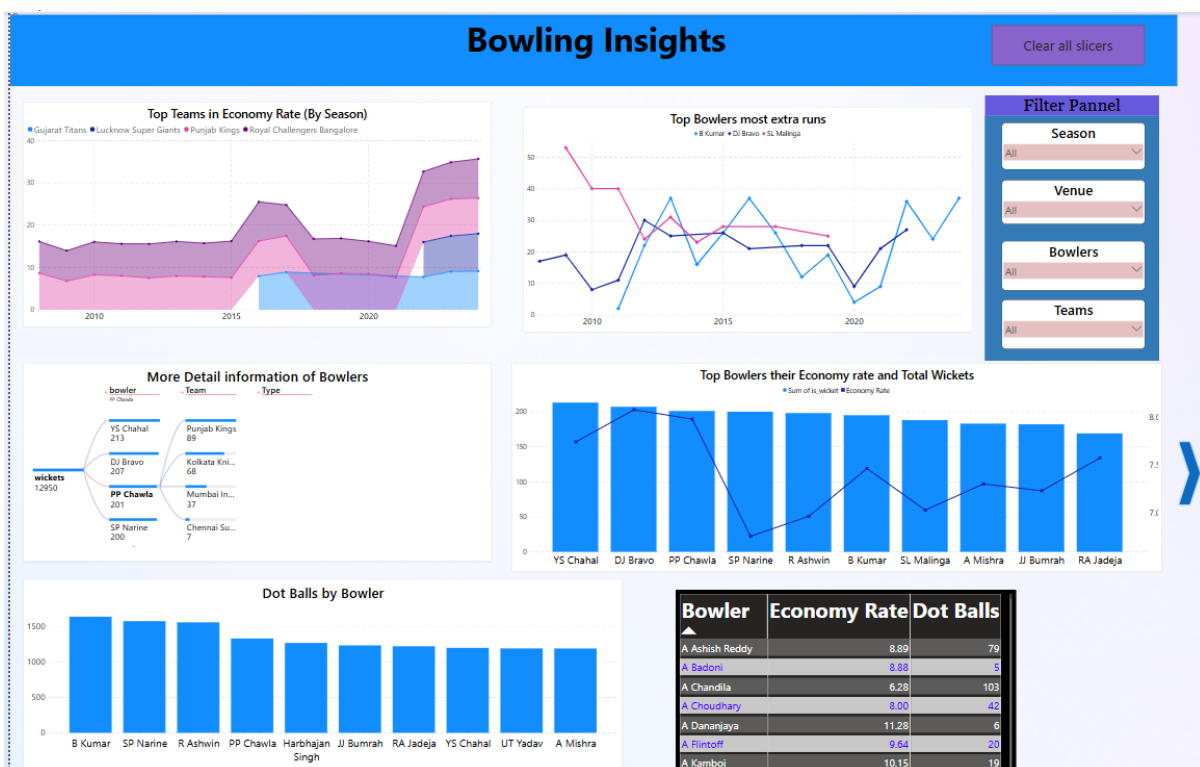 Bowling Insights
Clear all slicers
Top Teams in Economy Rate (By Season)
Gujarat Titans Lucknow Super Giants Punjab Kings Royal Challengers Bangalore
40
30
20
10
0
2010 2015 2020
Top Bowlers most extra runs
B Kumar DJ Bravo SL Malinga
50
40
30
20
10
0
2010 2015 2020
Filter Pannel
Season
All
Venue
All
Bowlers
All
Teams
All
More Detail information of Bowlers
bowler Team Type
PP Chawla
wickets
12950
YS Chahal
213
DJ Bravo
207
PP Chawla
201
SP Narine
200
Punjab Kings
89
Kolkata Kni...
68
Mumbai In...
37
Chennai Su...
7
Top Bowlers their Economy rate and Total Wickets
Sum of is_wicket Economy Rate
200
150
100
50
0
7.0
YS Chahal DJ Bravo PP Chawla SP Narine R Ashwin B Kumar SL Malinga A Mishra JJ Bumrah RA Jadeja
Dot Balls by Bowler
1500
1000
500
0
B Kumar SP Narine R Ashwin PP Chawla Harbhajan Singh JJ Bumrah RA Jadeja YS Chahal UT Yadav A Mishra
Bowler Economy Rate Dot Balls
A Ashish Reddy 8.89 79
A Badoni 8.88 5
A Chandila 6.28 103
A Choudhary 8.00 42
A Dananjaya 11.28 6
A Flintoff 9.64 20
A Kamboj 10.15 19